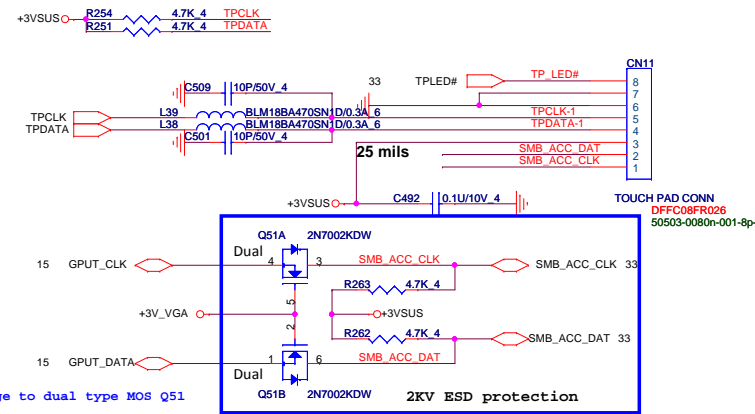 +3VSUS R254 4.7K_4 TPCLK
R251 4.7K_4 TPDATA
CN11
C509 10P/50V_4 33 TPLED# TP_LED# 8
7
6
TPCLK L39 BLM18BA470SN1D/0.3A_6 TPCLK-1 5
TPDATA L38 BLM18BA470SN1D/0.3A_6 TPDATA-1 4
C501 10P/50V_4 3
25 mils SMB_ACC_DAT 2
SMB_ACC_CLK 1
+3VSUS C492 0.1U/10V_4 TOUCH PAD CONN
DFFC08FR026
50503-0080n-001-8p-
Q51A 2N7002KDW
Dual
15 GPUT_CLK 4 3 SMB_ACC_CLK SMB_ACC_CLK 33
R263 4.7K_4
5
+3V_VGA +3VSUS
2
R262 4.7K_4 SMB_ACC_DAT 33
15 GPUT_DATA 1 6 SMB_ACC_DAT
Dual
ge to dual type MOS Q51 Q51B 2N7002KDW 2KV ESD protection